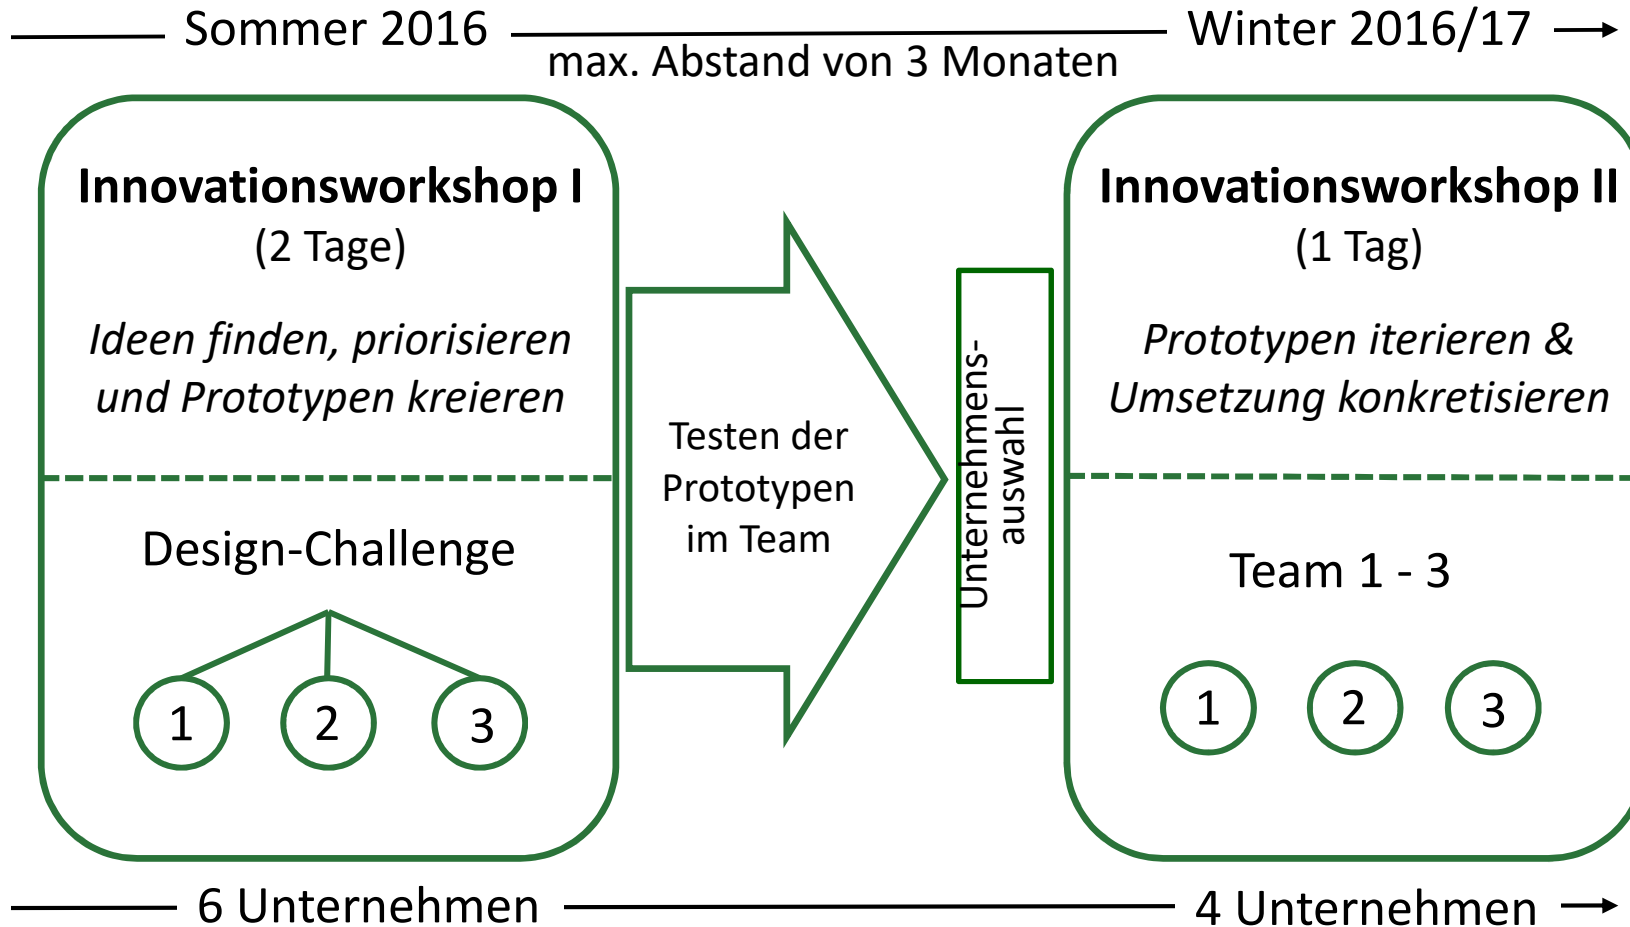 Sommer 2016
max. Abstand von 3 Monaten
Winter 2016/17
Innovationsworkshop I
(2 Tage)
Ideen finden, priorisieren
und Prototypen kreieren
Design-Challenge
1
2
3
Testen der
Prototypen
im Team
Unternehmens-
auswahl
Innovationsworkshop II
(1 Tag)
Prototypen iterieren &
Umsetzung konkretisieren
Team 1 - 3
1
2
3
6 Unternehmen
4 Unternehmen